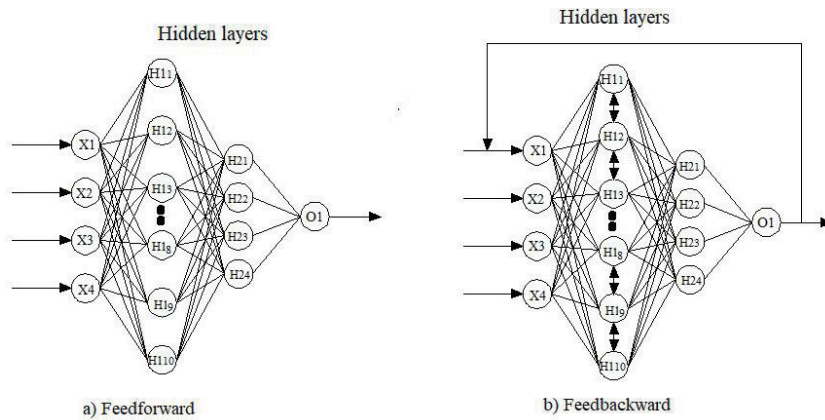 Hidden layers
H11
H12
X1
H21
X2
H13
H22
O1
X3
H23
H18
H24
X4
H19
H110
a) Feedforward
Hidden layers
H11
H12
X1
H21
X2
H13
H22
O1
X3
H23
H18
H24
X4
H19
H110
b) Feedbackward